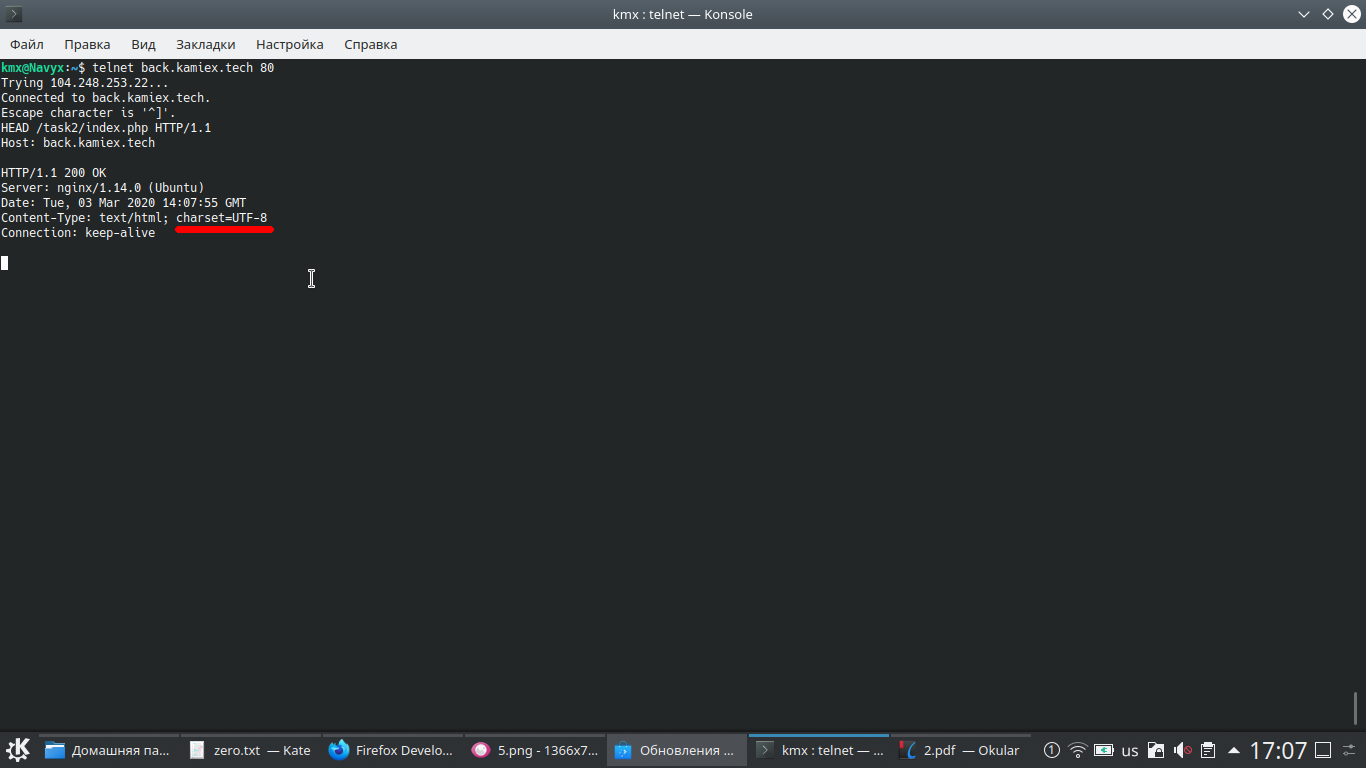 kmx : telnet — Konsole
Файл Правка Вид Закладки Настройка Справка
kmx@Navyx:~$ telnet back.kamiex.tech 80
Trying 104.248.253.22...
Connected to back.kamiex.tech.
Escape character is '^]'.
HEAD /task2/index.php HTTP/1.1
Host: back.kamiex.tech
HTTP/1.1 200 OK
Server: nginx/1.14.0 (Ubuntu)
Date: Tue, 03 Mar 2020 14:07:55 GMT
Content-Type: text/html; charset=UTF-8
Connection: keep-alive
Домашняя па... zero.txt — Kate Firefox Develo... 5.png - 1366x7... Обновления ... kmx : telnet — ... 2.pdf — Okular 1 us 17:07